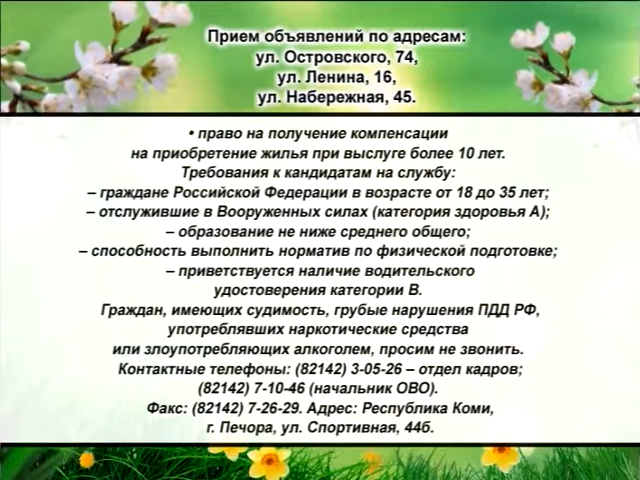 Прием объявлений по адресам:
ул. Островского, 74,
ул. Ленина, 16,
ул. Набережная, 45.
• право на получение компенсации
на приобретение жилья при выслуге более 10 лет.
Требования к кандидатам на службу:
– граждане Российской Федерации в возрасте от 18 до 35 лет;
– отслужившие в Вооруженных силах (категория здоровья А);
– образование не ниже среднего общего;
– способность выполнить норматив по физической подготовке;
– приветствуется наличие водительского
удостоверения категории В.
Граждан, имеющих судимость, грубые нарушения ПДД РФ,
употреблявших наркотические средства
или злоупотребляющих алкоголем, просим не звонить.
Контактные телефоны: (82142) 3-05-26 – отдел кадров;
(82142) 7-10-46 (начальник ОВО).
Факс: (82142) 7-26-29. Адрес: Республика Коми,
г. Печора, ул. Спортивная, 44б.